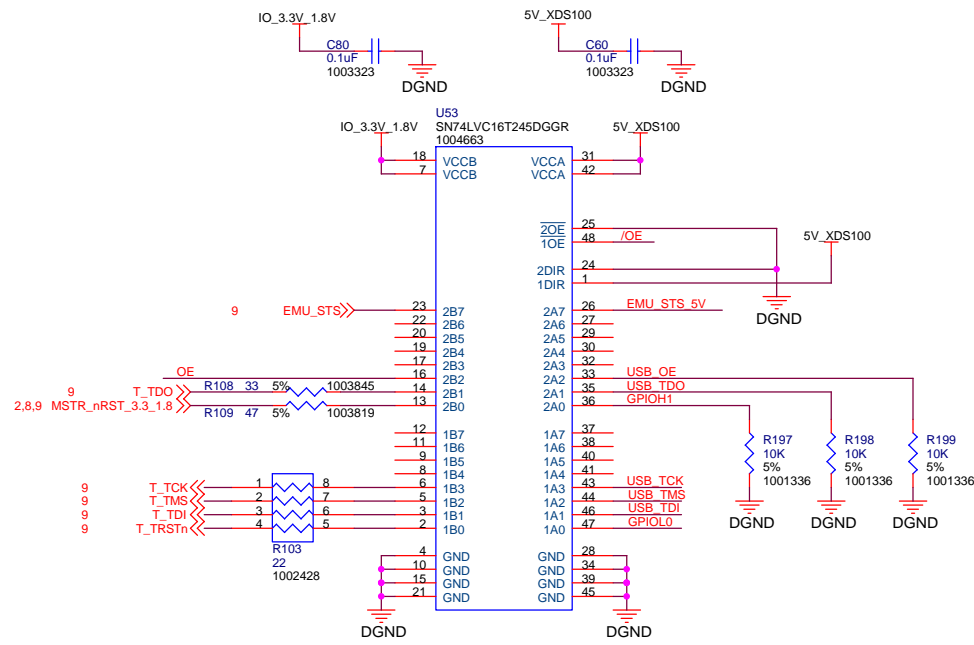 IO_3.3V_1.8V
5V_XDS100
C80
0.1uF
1003323
DGND
C60
0.1uF
1003323
DGND
U53
SN74LVC16T245DGGR
1004663
IO_3.3V_1.8V
5V_XDS100
18 VCCB VCCA 31
7 VCCB VCCA 42
2OE 25
1OE 48 /OE
5V_XDS100
2DIR 24
1DIR 1
DGND
9 EMU_STS 23 2B7 2A7 26 EMU_STS_5V
22 2B6 2A6 27
20 2B5 2A5 29
19 2B4 2A4 30
17 2B3 2A3 32
OE 16 2B2 2A2 33 USB_OE
9 T_TDO R108 33 5% 1003845 14 2B1 2A1 35 USB_TDO
2,8,9 MSTR_nRST_3.3_1.8 R109 47 5% 1003819 13 2B0 2A0 36 GPIOH1
12 1B7 1A7 37
11 1B6 1A6 38
9 1B5 1A5 40
8 1B4 1A4 41
9 T_TCK 1 8 6 1B3 1A3 43 USB_TCK
9 T_TMS 2 7 5 1B2 1A2 44 USB_TMS
9 T_TDI 3 6 3 1B1 1A1 46 USB_TDI
9 T_TRSTn 4 5 2 1B0 1A0 47 GPIOL0
R103
22
1002428
R197
10K
5%
1001336
DGND
R198
10K
5%
1001336
DGND
R199
10K
5%
1001336
DGND
4 GND GND 28
10 GND GND 34
15 GND GND 39
21 GND GND 45
DGND
DGND